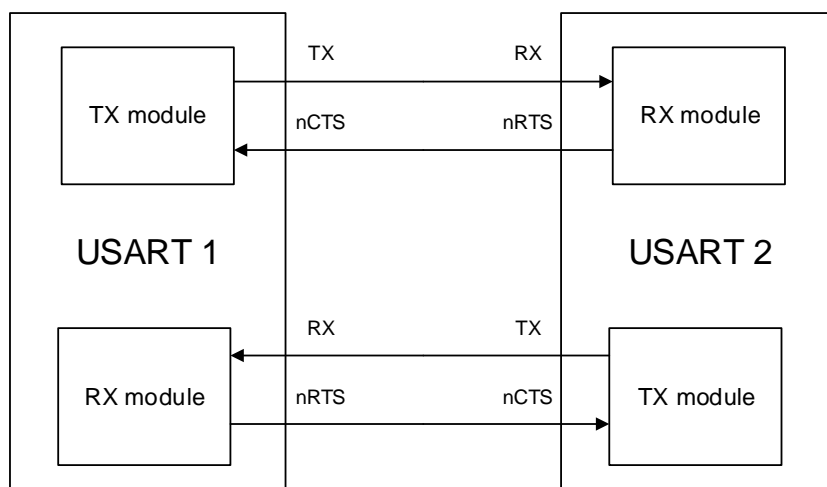 TX RX
TX module RX module
nCTS nRTS
USART 1 USART 2
RX TX
RX module TX module
nRTS nCTS